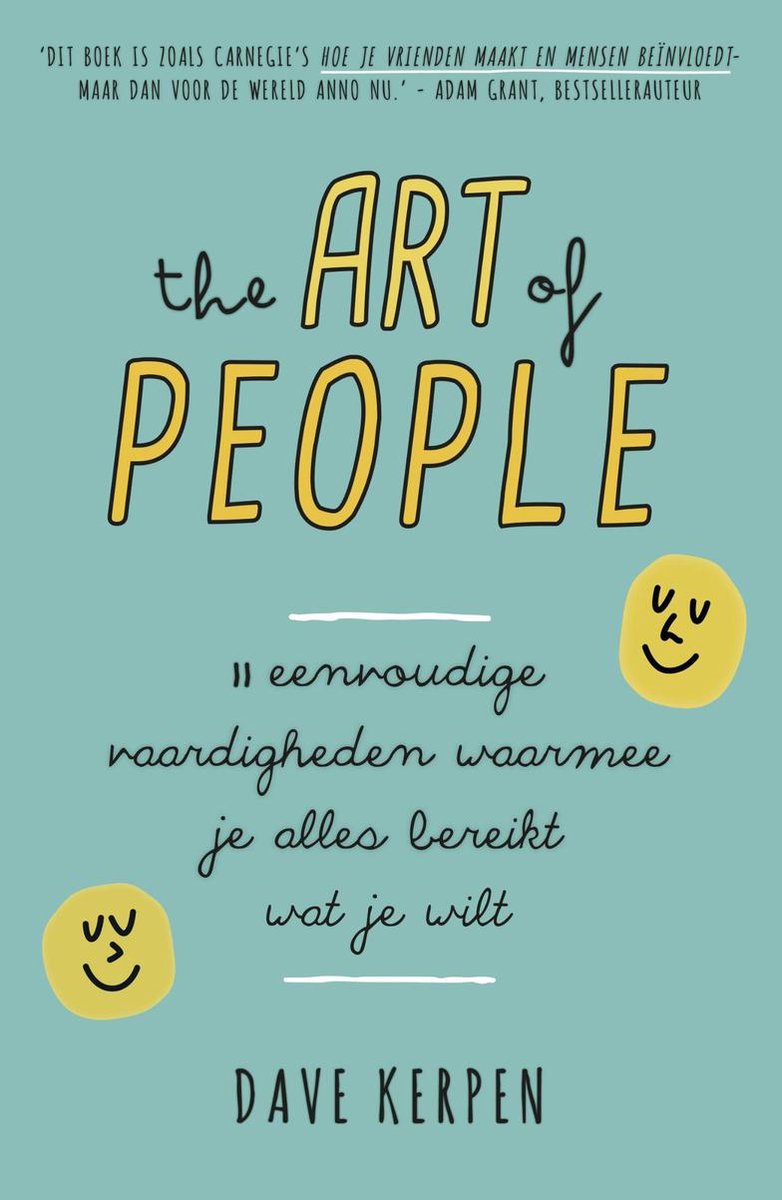 'DIT BOEK IS ZOALS CARNEGIE'S HOE JE VRIENDEN MAAKT EN MENSEN BEÏNVLOEDT-
MAAR DAN VOOR DE WERELD ANNO NU.' - ADAM GRANT, BESTSELLERAUTEUR
the ART of
PEOPLE
11 eenvoudige
vaardigheden waarmee
je alles bereikt
wat je wilt
DAVE KERPEN